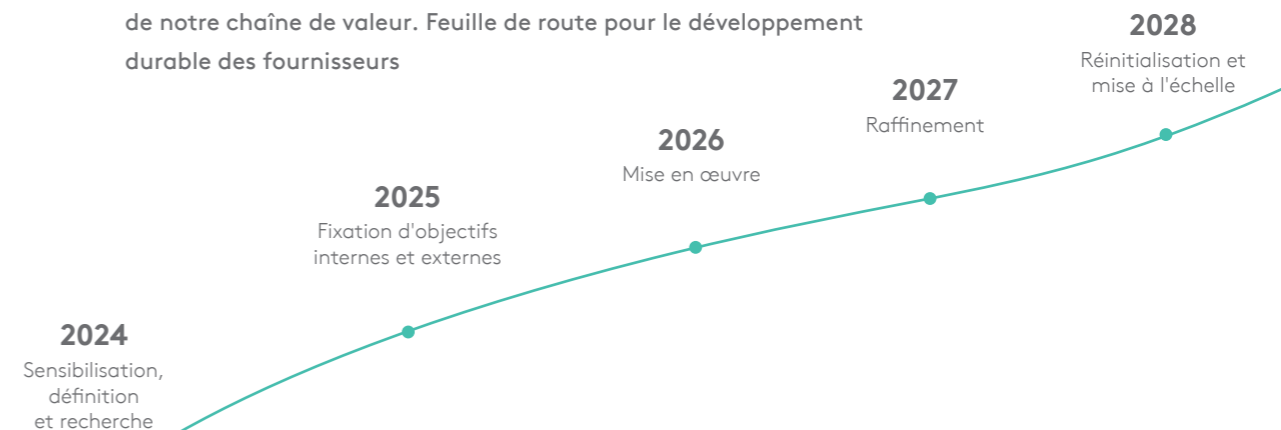 de notre chaîne de valeur. Feuille de route pour le développement
durable des fournisseurs
2024
Sensibilisation,
définition
et recherche
2025
Fixation d'objectifs
internes et externes
2026
Mise en œuvre
2027
Raffinement
2028
Réinitialisation et
mise à l'échelle